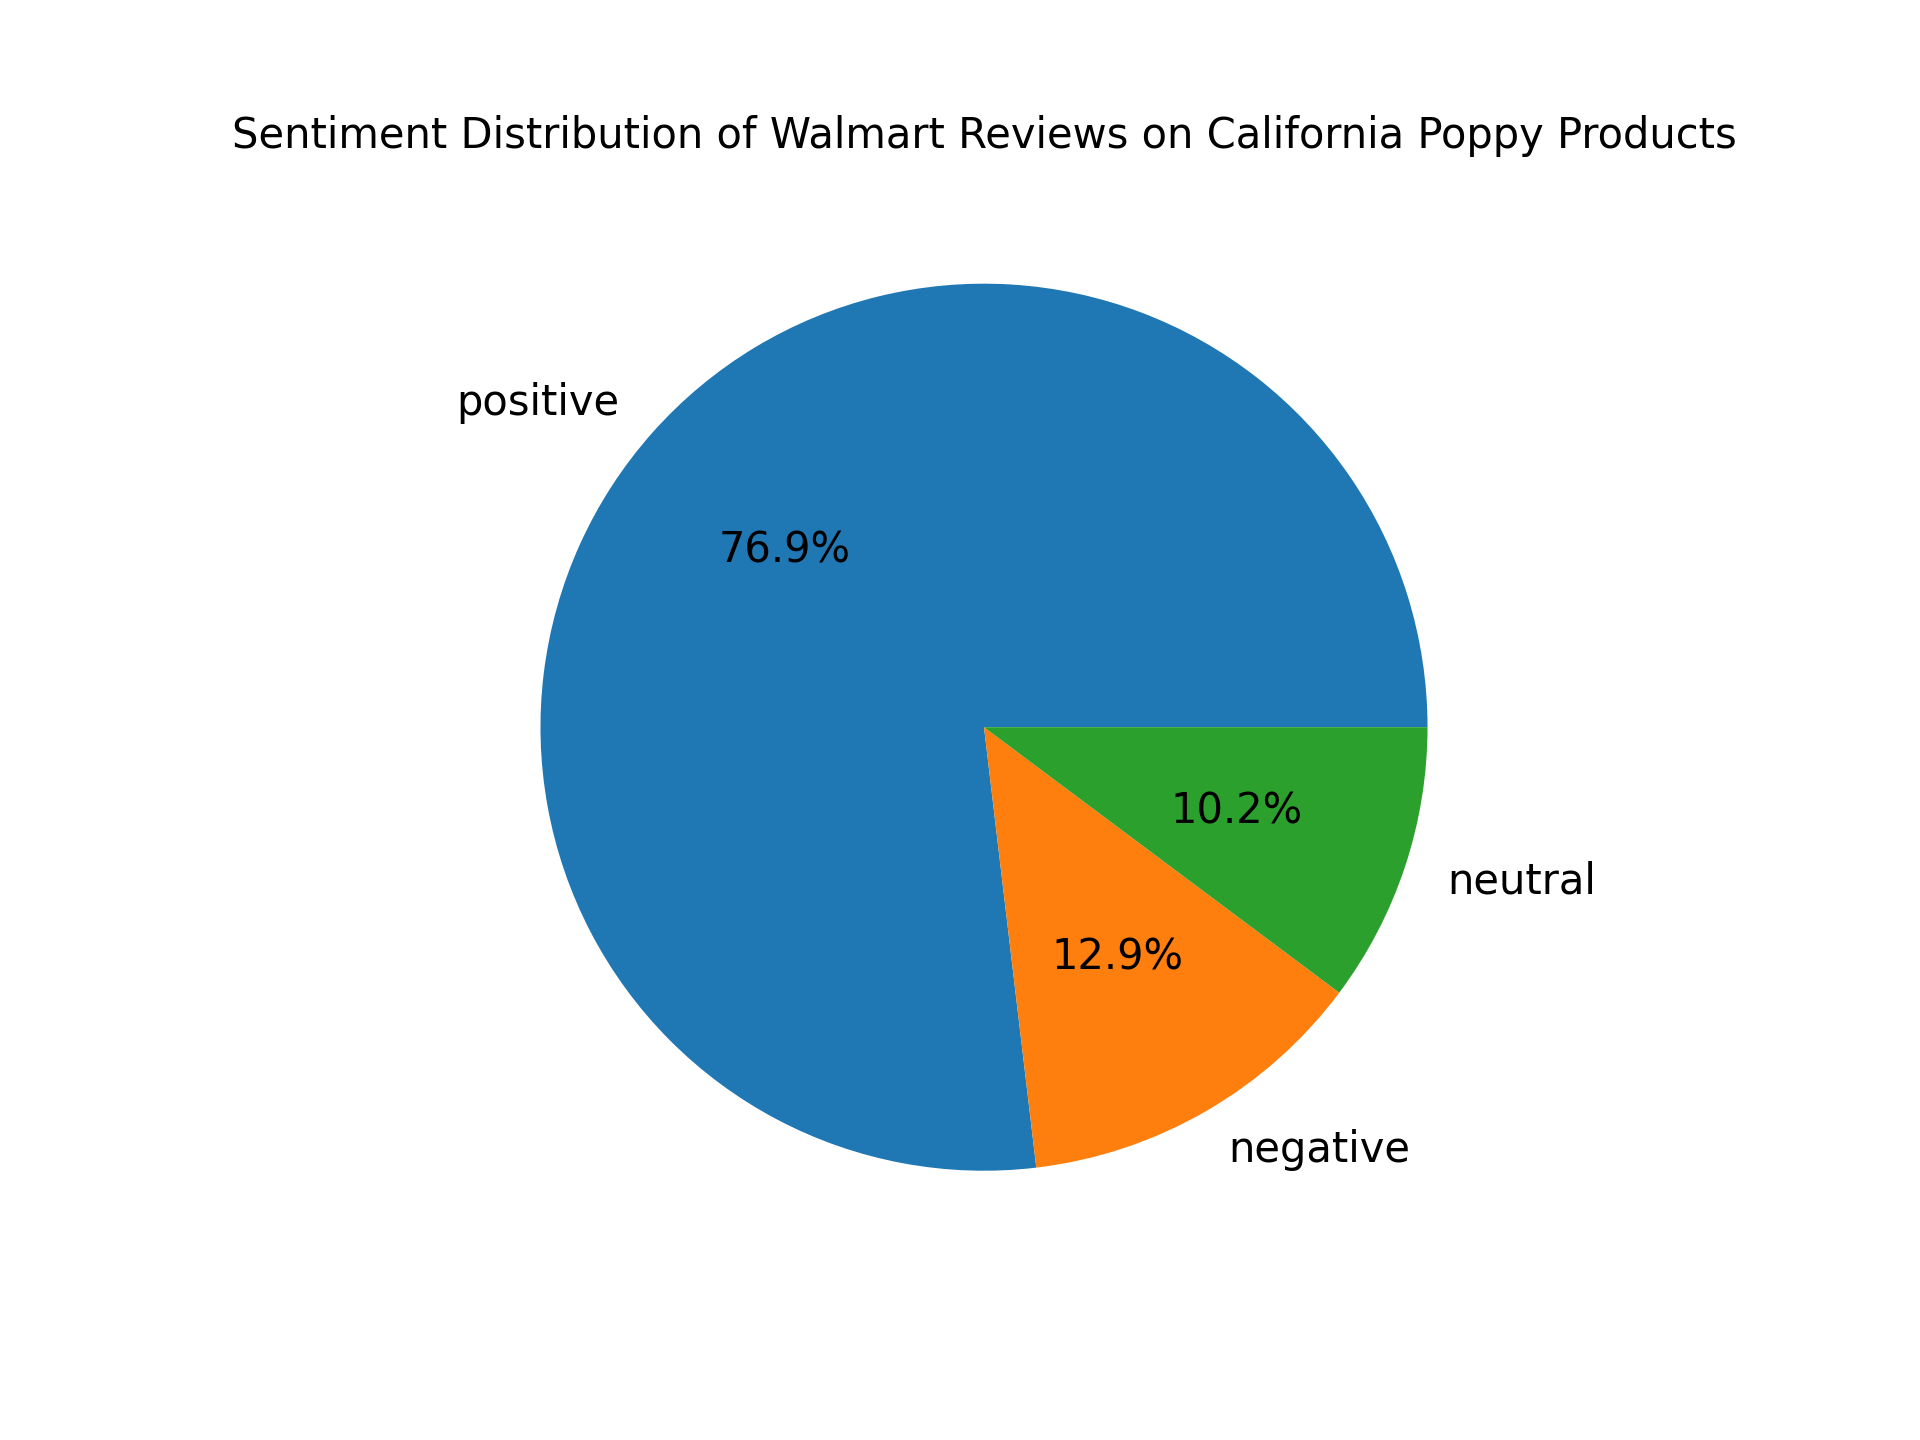 Sentiment Distribution of Walmart Reviews on California Poppy Products
positive
76.9%
10.2%
neutral
12.9%
negative